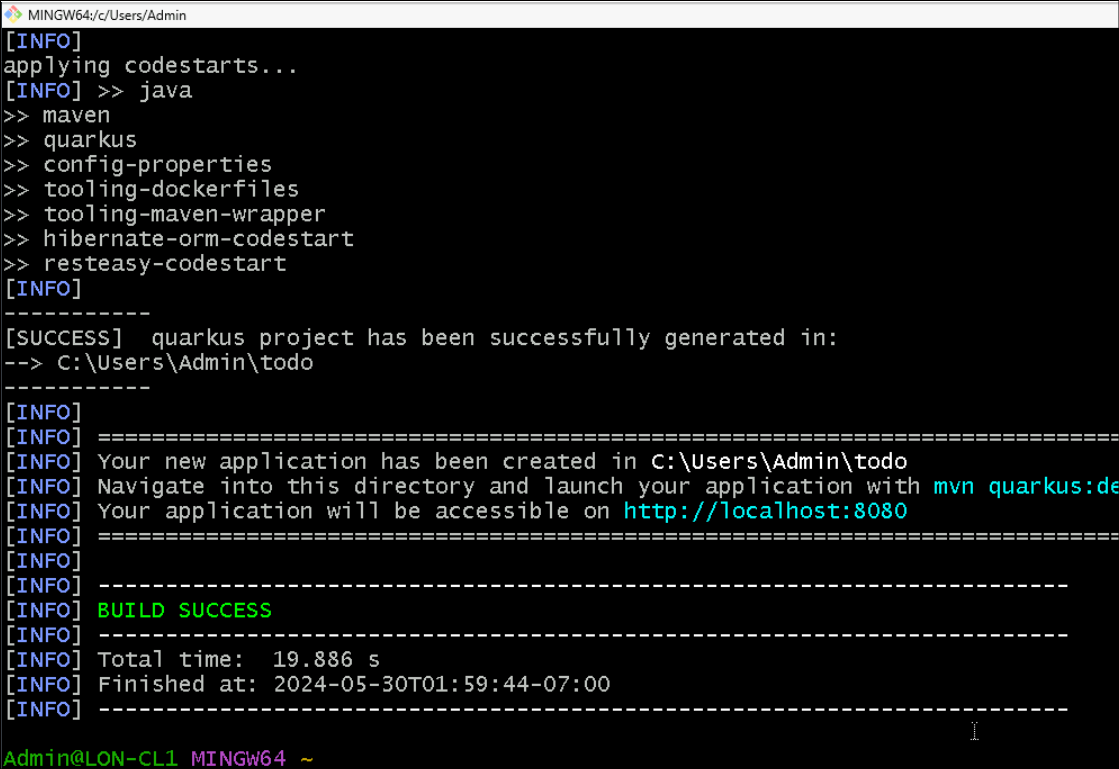 MINGW64:/c/Users/Admin
[INFO]
applying codestarts...
[INFO] >> java
>> maven
>> quarkus
>> config-properties
>> tooling-dockerfiles
>> tooling-maven-wrapper
>> hibernate-orm-codestart
>> resteasy-codestart
[INFO]
-----------
[SUCCESS]  quarkus project has been successfully generated in:
--> C:\Users\Admin\todo
-----------
[INFO]
[INFO] ============================================================================
[INFO] Your new application has been created in C:\Users\Admin\todo
[INFO] Navigate into this directory and launch your application with mvn quarkus:de
[INFO] Your application will be accessible on http://localhost:8080
[INFO] ============================================================================
[INFO]
[INFO] ------------------------------------------------------------------------
[INFO] BUILD SUCCESS
[INFO] ------------------------------------------------------------------------
[INFO] Total time:  19.886 s
[INFO] Finished at: 2024-05-30T01:59:44-07:00
[INFO] ------------------------------------------------------------------------
Admin@LON-CL1 MINGW64 ~